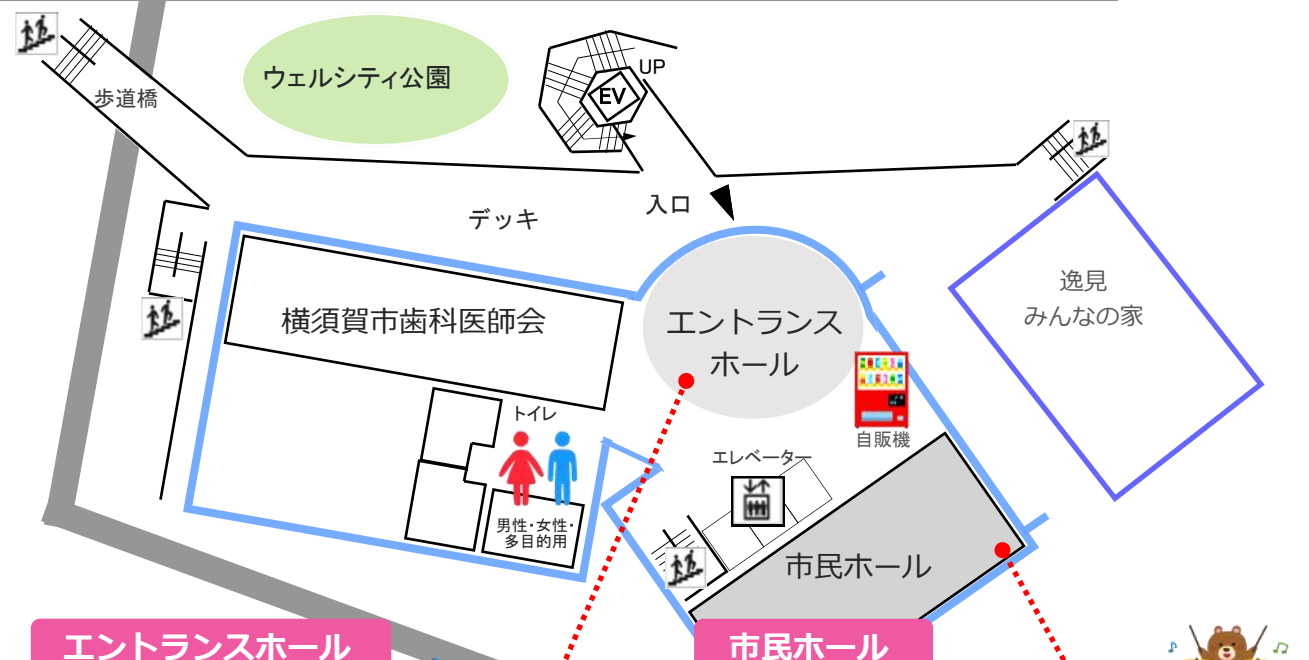 ウェルシティ公園
UP
EV
歩道橋
入口
デッキ
逸見
みんなの家
横須賀市歯科医師会
エントランス
ホール
トイレ
自販機
エレベーター
男性・女性・
多目的用
市民ホール
エントランスホール
市民ホール